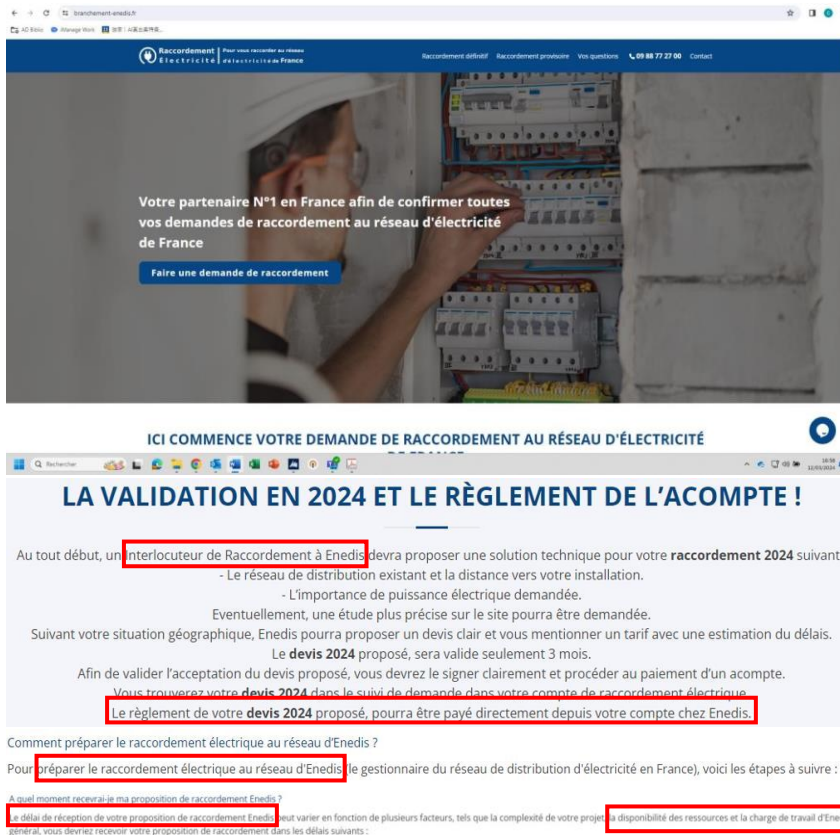 branchement-enedis.fr
AD Biblio iManage Work
Raccordement Electricité Pour vous raccorder au réseau d'électricité de France
Raccordement définitif Raccordement provisoire Vos questions 09 88 77 27 00 Contact
Votre partenaire N°1 en France afin de confirmer toutes
vos demandes de raccordement au réseau d'électricité
de France
Faire une demande de raccordement
ICI COMMENCE VOTRE DEMANDE DE RACCORDEMENT AU RÉSEAU D'ÉLECTRICITÉ
DE FRANCE
Rechercher
10:58
12/03/2024
LA VALIDATION EN 2024 ET LE RÈGLEMENT DE L'ACOMPTE !
Au tout début, un Interlocuteur de Raccordement à Enedis devra proposer une solution technique pour votre raccordement 2024 suivant
- Le réseau de distribution existant et la distance vers votre installation.
- L'importance de puissance électrique demandée.
Eventuellement, une étude plus précise sur le site pourra être demandée.
Suivant votre situation géographique, Enedis pourra proposer un devis clair et vous mentionner un tarif avec une estimation du délais.
Le devis 2024 proposé, sera valide seulement 3 mois.
Afin de valider l'acceptation du devis proposé, vous devrez le signer clairement et procéder au paiement d'un acompte.
Vous trouverez votre devis 2024 dans le suivi de demande dans votre compte de raccordement électrique
Le règlement de votre devis 2024 proposé, pourra être payé directement depuis votre compte chez Enedis.
Comment préparer le raccordement électrique au réseau d'Enedis ?
Pour préparer le raccordement électrique au réseau d'Enedis (le gestionnaire du réseau de distribution d'électricité en France), voici les étapes à suivre :
A quel moment recevrai-je ma proposition de raccordement Enedis ?
Le délai de réception de votre proposition de raccordement Enedis peut varier en fonction de plusieurs facteurs, tels que la complexité de votre projet, la disponibilité des ressources et la charge de travail d'Ene
général, vous devriez recevoir votre proposition de raccordement dans les délais suivants :